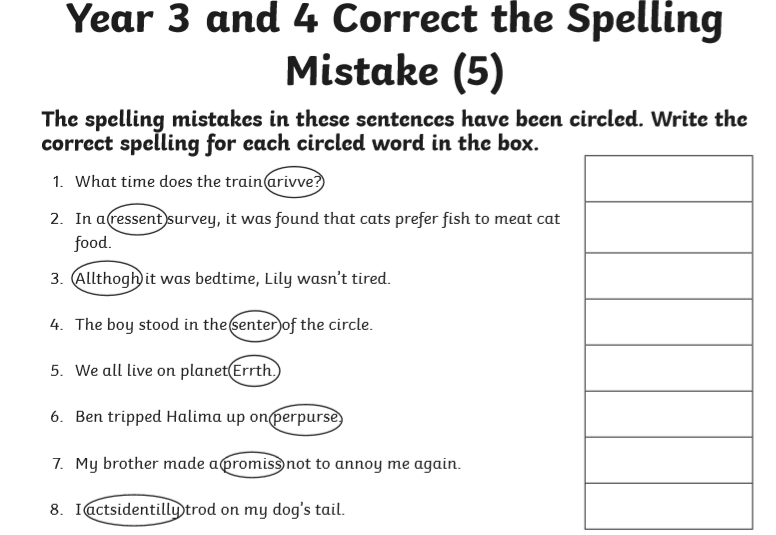 Year 3 and 4 Correct the Spelling
Mistake (5)
The spelling mistakes in these sentences have been circled. Write the
correct spelling for each circled word in the box.
1. What time does the train arivve?
2. In a ressent survey, it was found that cats prefer fish to meat cat
food.
3. Allthogh it was bedtime, Lily wasn't tired.
4. The boy stood in the senter of the circle.
5. We all live on planet Errth.
6. Ben tripped Halima up on perpurse.
7. My brother made a promiss not to annoy me again.
8. I actsidentilly trod on my dog's tail.